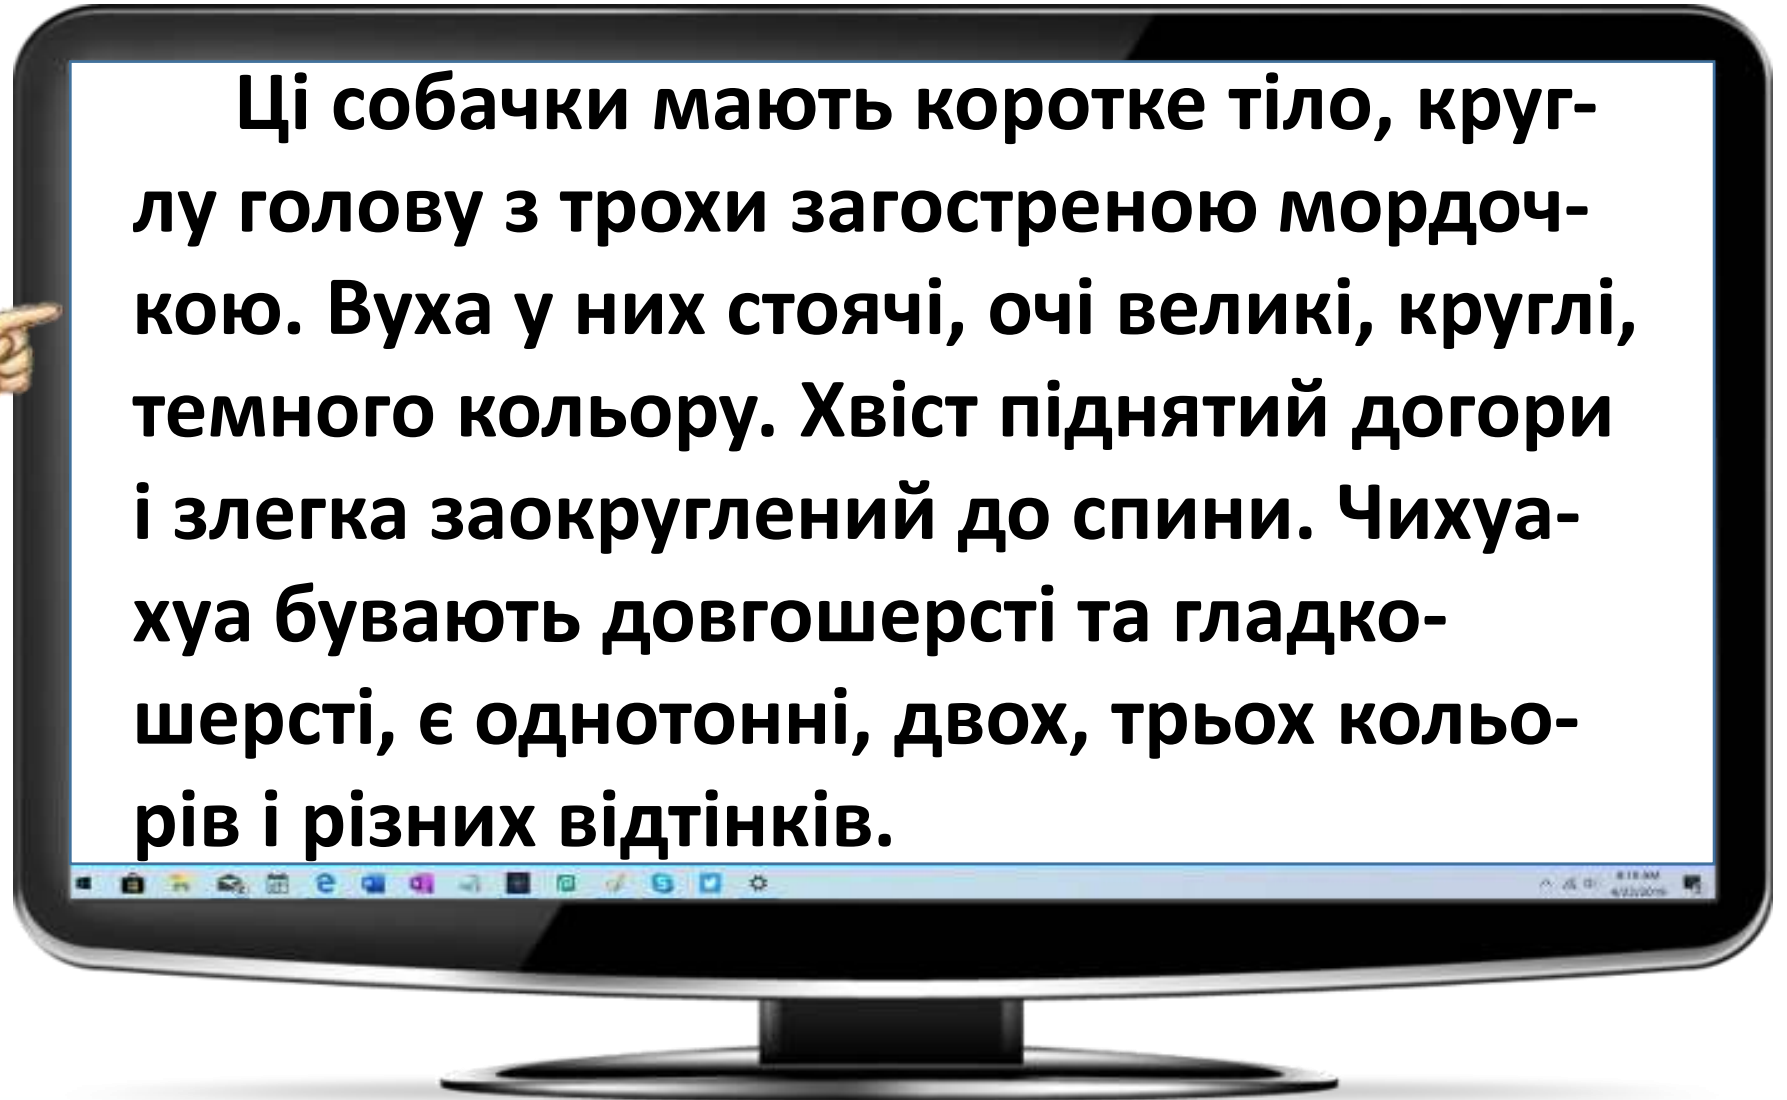 Ці собачки мають коротке тіло, круг-
лу голову з трохи загостреною мордоч-
кою. Вуха у них стоячі, очі великі, круглі,
темного кольору. Хвіст піднятий догори
і злегка заокруглений до спини. Чихуа-
хуа бувають довгошерсті та гладко-
шерсті, є однотонні, двох, трьох кольо-
рів і різних відтінків.